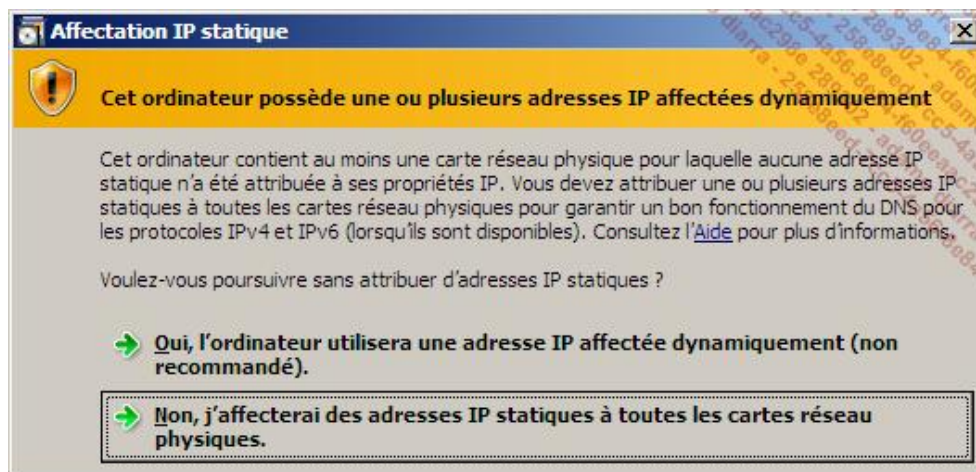 Affectation IP statique
Cet ordinateur possède une ou plusieurs adresses IP affectées dynamiquement
Cet ordinateur contient au moins une carte réseau physique pour laquelle aucune adresse IP
statique n'a été attribuée à ses propriétés IP. Vous devez attribuer une ou plusieurs adresses IP
statiques à toutes les cartes réseau physiques pour garantir un bon fonctionnement du DNS pour
les protocoles IPv4 et IPv6 (lorsqu'ils sont disponibles). Consultez l'Aide pour plus d'informations.
Voulez-vous poursuivre sans attribuer d'adresses IP statiques ?
Oui, l'ordinateur utilisera une adresse IP affectée dynamiquement (non
recommandé).
Non, j'affecterai des adresses IP statiques à toutes les cartes réseau
physiques.